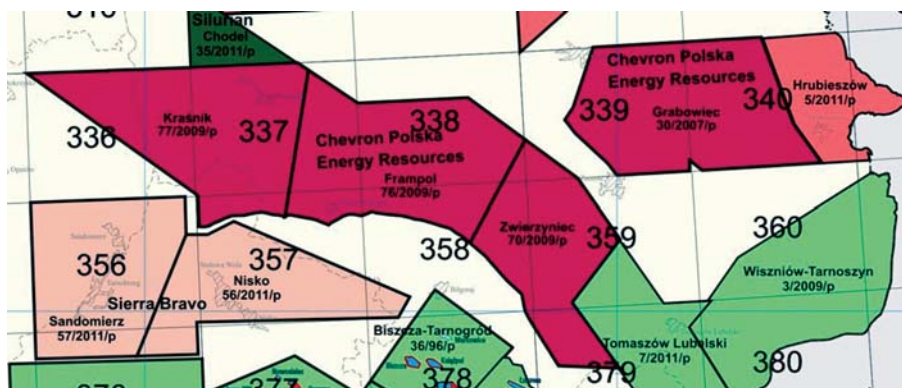 Silurian
Chodel
35/2011/p
Chevron Polska
Energy Resources
339
340
Hrubieszów
5/2011/p
Grabowiec
30/2007/p
336
Kraśnik
77/2009/p
337
338
Chevron Polska
Energy Resources
Frampol
76/2009/p
Zwierzyniec
70/2009/p
359
360
358
356
357
Nisko
56/2011/p
Sierra Bravo
Sandomierz
57/2011/p
Wiszniów-Tarnoszyn
3/2009/p
Biszcza-Tarnogród
36/96/p
Tomaszów Lubelski
7/2011/p
377
378
379
380